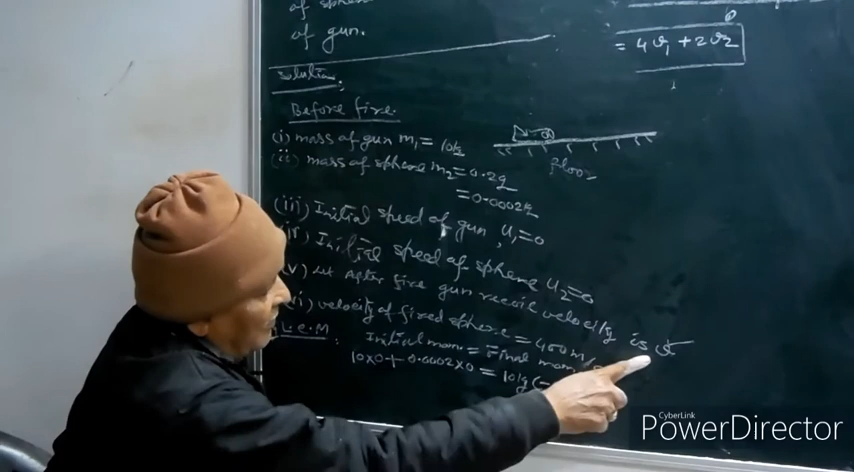 of sphere
of gun.
= 4v₁ + 2v₂
Solution:
Before fire.
(i) mass of gun m₁ = 10kg
(ii) mass of sphere m₂ = 0.2g
= 0.0002kg
floor
(iii) Initial speed of gun, u₁=0
(iv) Initial speed of sphere u₂=0
(v) Let After fire gun recoil velocity is v
(vi) velocity of fired sphere = 400m
L.C.M
Initial mom = Final mom
10×0 + 0.0002×0 = 10kg(-
CyberLink
PowerDirector